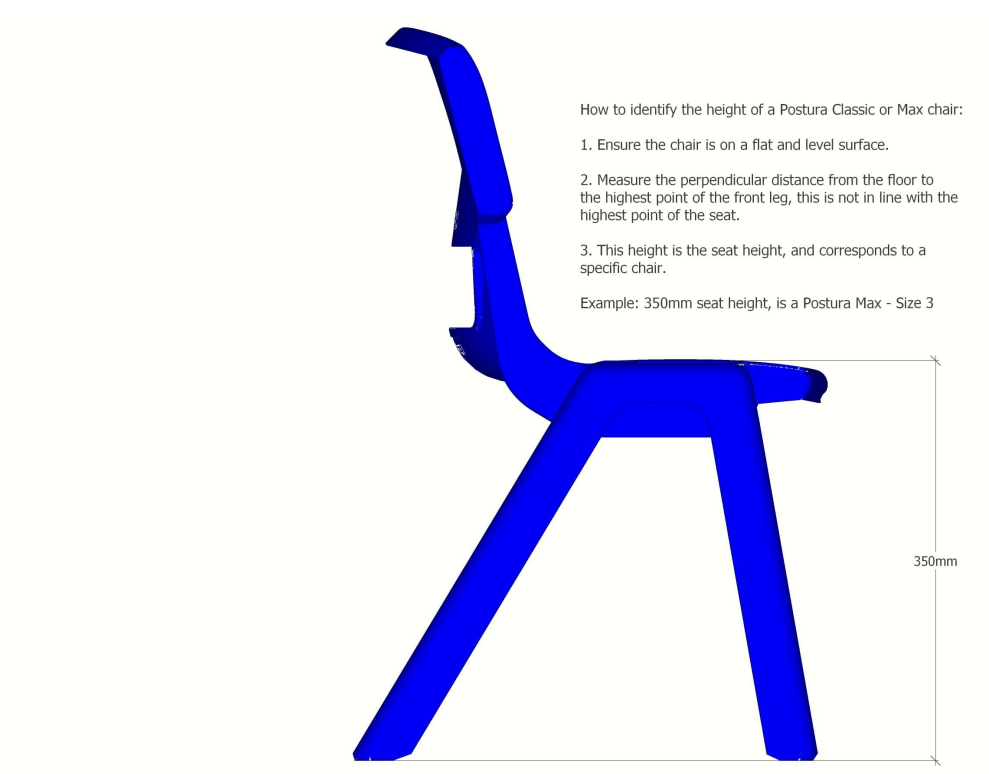 How to identify the height of a Postura Classic or Max chair:
1. Ensure the chair is on a flat and level surface.
2. Measure the perpendicular distance from the floor to
the highest point of the front leg, this is not in line with the
highest point of the seat.
3. This height is the seat height, and corresponds to a
specific chair.
Example: 350mm seat height, is a Postura Max - Size 3
350mm